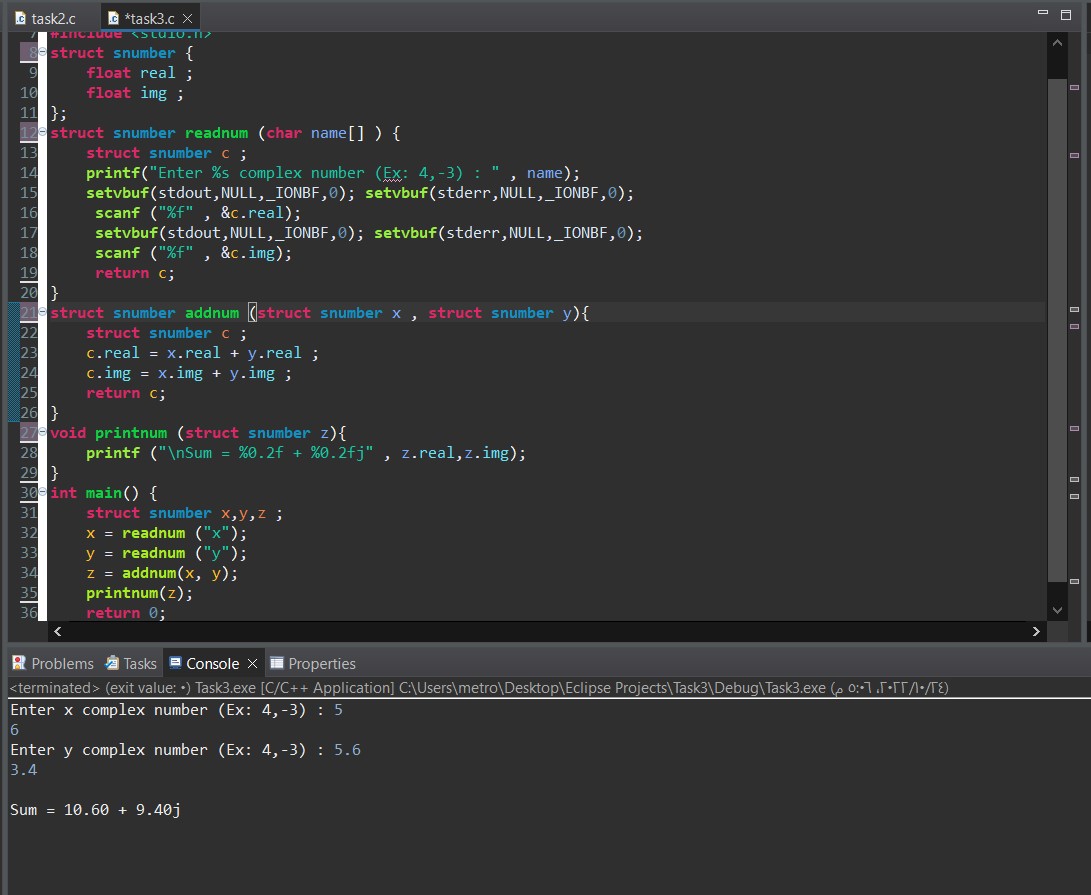 task2.c *task3.c
7 #include <stdio.h>
8 struct snumber {
9 float real ;
10 float img ;
11 };
12 struct snumber readnum (char name[] ) {
13 struct snumber c ;
14 printf("Enter %s complex number (Ex: 4,-3) : " , name);
15 setvbuf(stdout,NULL,_IONBF,0); setvbuf(stderr,NULL,_IONBF,0);
16 scanf ("%f" , &c.real);
17 setvbuf(stdout,NULL,_IONBF,0); setvbuf(stderr,NULL,_IONBF,0);
18 scanf ("%f" , &c.img);
19 return c;
20 }
21 struct snumber addnum (struct snumber x , struct snumber y){
22 struct snumber c ;
23 c.real = x.real + y.real ;
24 c.img = x.img + y.img ;
25 return c;
26 }
27 void printnum (struct snumber z){
28 printf ("\nSum = %0.2f + %0.2fj" , z.real,z.img);
29 }
30 int main() {
31 struct snumber x,y,z ;
32 x = readnum ("x");
33 y = readnum ("y");
34 z = addnum(x, y);
35 printnum(z);
36 return 0;
Problems Tasks Console Properties
<terminated> (exit value: ٠) Task3.exe [C/C++ Application] C:\Users\metro\Desktop\Eclipse Projects\Task3\Debug\Task3.exe (٢٤/١٠/٢٠٢٢، ٥:٠٦ م)
Enter x complex number (Ex: 4,-3) : 5
6
Enter y complex number (Ex: 4,-3) : 5.6
3.4
Sum = 10.60 + 9.40j